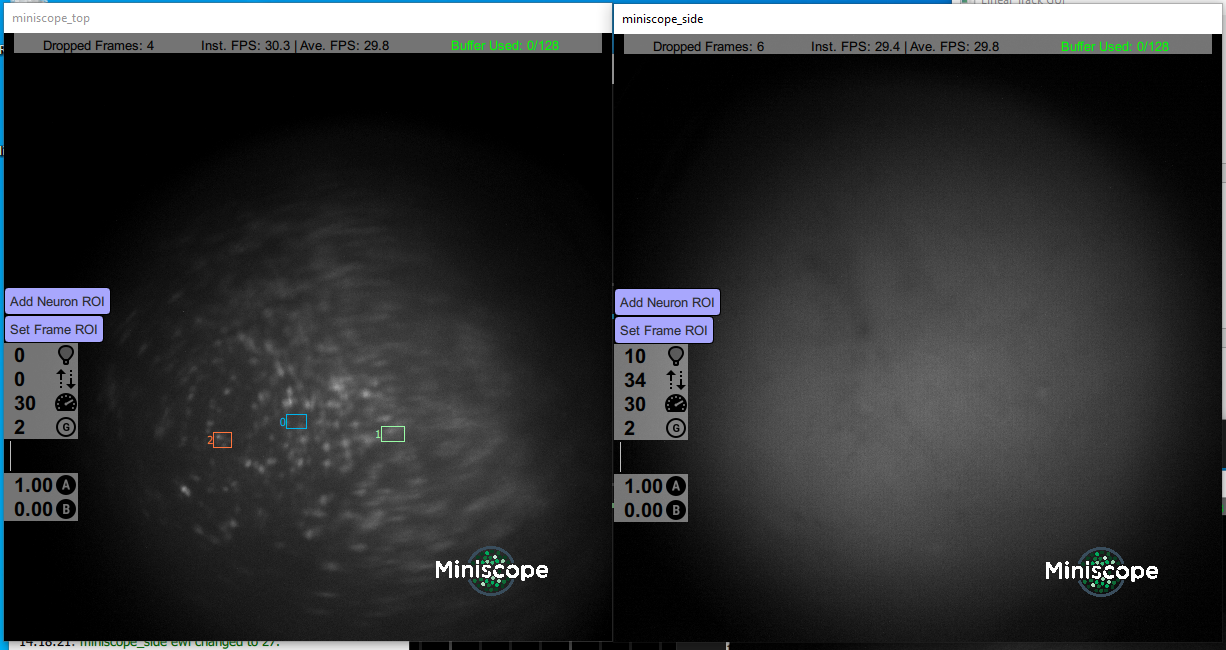 miniscope_top
Dropped Frames: 4
Inst. FPS: 30.3 | Ave. FPS: 29.8
Buffer Used: 0/128
Add Neuron ROI
Set Frame ROI
0
0
30
2
G
1.00 A
0.00 B
2
0
1
Miniscope
miniscope_side
Dropped Frames: 6
Inst. FPS: 29.4 | Ave. FPS: 29.8
Buffer Used: 0/128
Add Neuron ROI
Set Frame ROI
10
34
30
2
G
1.00 A
0.00 B
Miniscope
Linear Track GUI
14:18:21: miniscope_side ewl changed to 27.